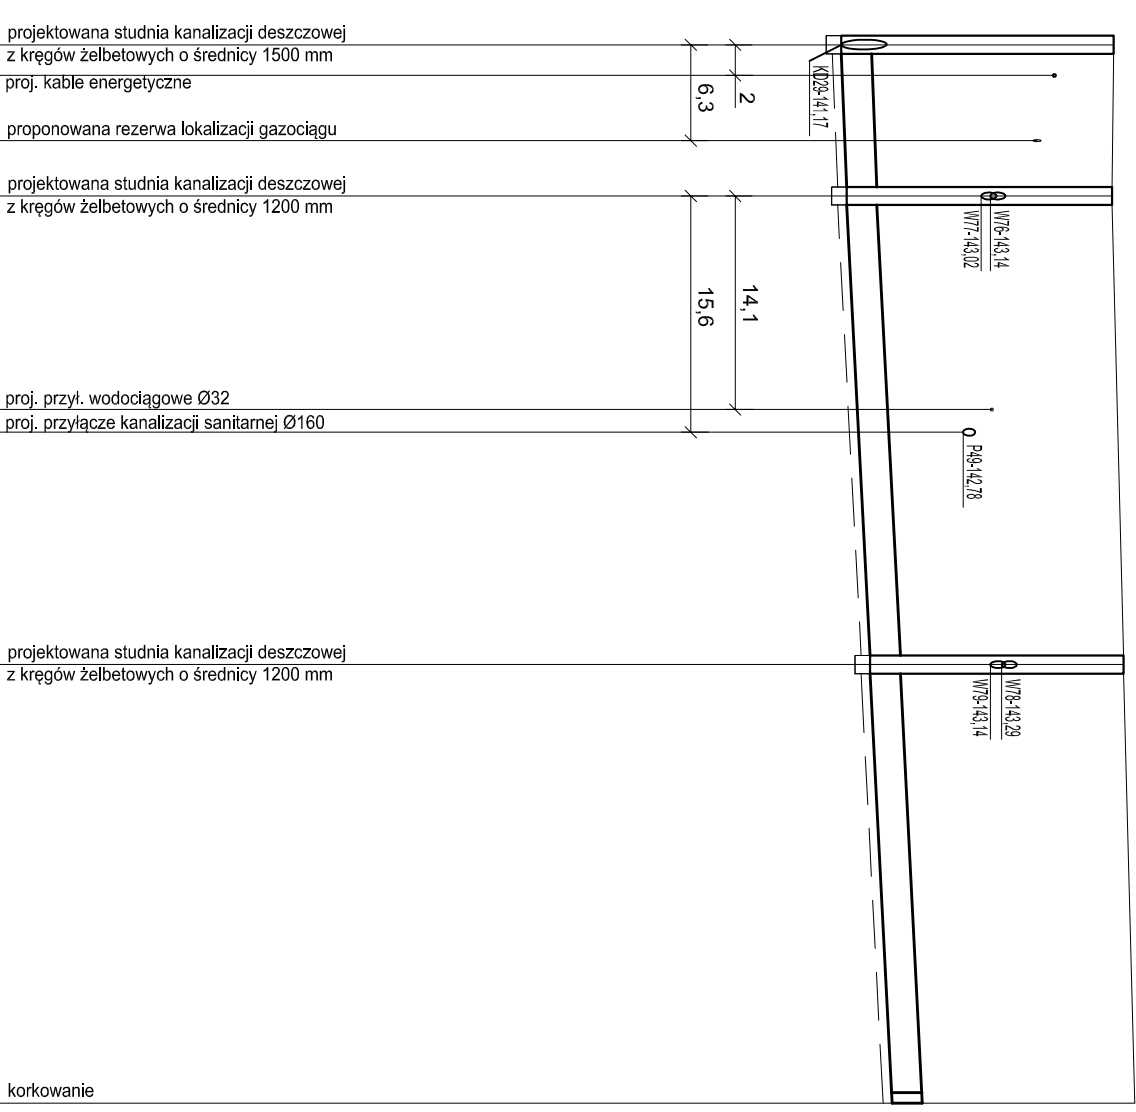 projektowana studnia kanalizacji deszczowej
z kręgów żelbetowych o średnicy 1500 mm
proj. kable energetyczne
proponowana rezerwa lokalizacji gazociągu
projektowana studnia kanalizacji deszczowej
z kręgów żelbetowych o średnicy 1200 mm
proj. przył. wodociągowe Ø32
proj. przyłącze kanalizacji sanitarnej Ø160
projektowana studnia kanalizacji deszczowej
z kręgów żelbetowych o średnicy 1200 mm
korkowanie
6,3
2
15,6
14,1
KD29-141,17
W77-143,02
W76-143,14
P49-142,78
W79-143,14
W78-143,29